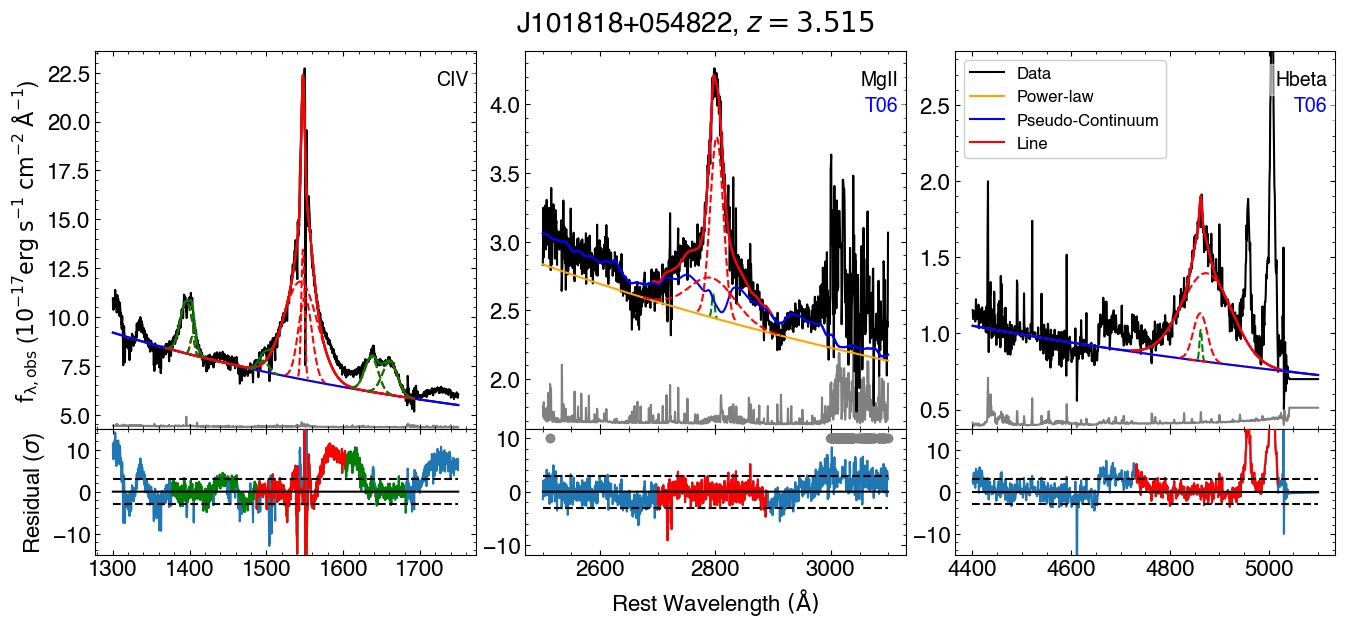 J101818+054822, z = 3.515
CIV
MgII
T06
Hbeta
T06
Data
Power-law
Pseudo-Continuum
Line
f_λ, obs (10^−17 erg s^−1 cm^−2 Å^−1)
22.5
20.0
17.5
15.0
12.5
10.0
7.5
5.0
4.0
3.5
3.0
2.5
2.0
2.5
2.0
1.5
1.0
0.5
Residual (σ)
10
0
−10
10
0
−10
10
0
−10
1300 1400 1500 1600 1700
2600 2800 3000
4400 4600 4800 5000
Rest Wavelength (Å)